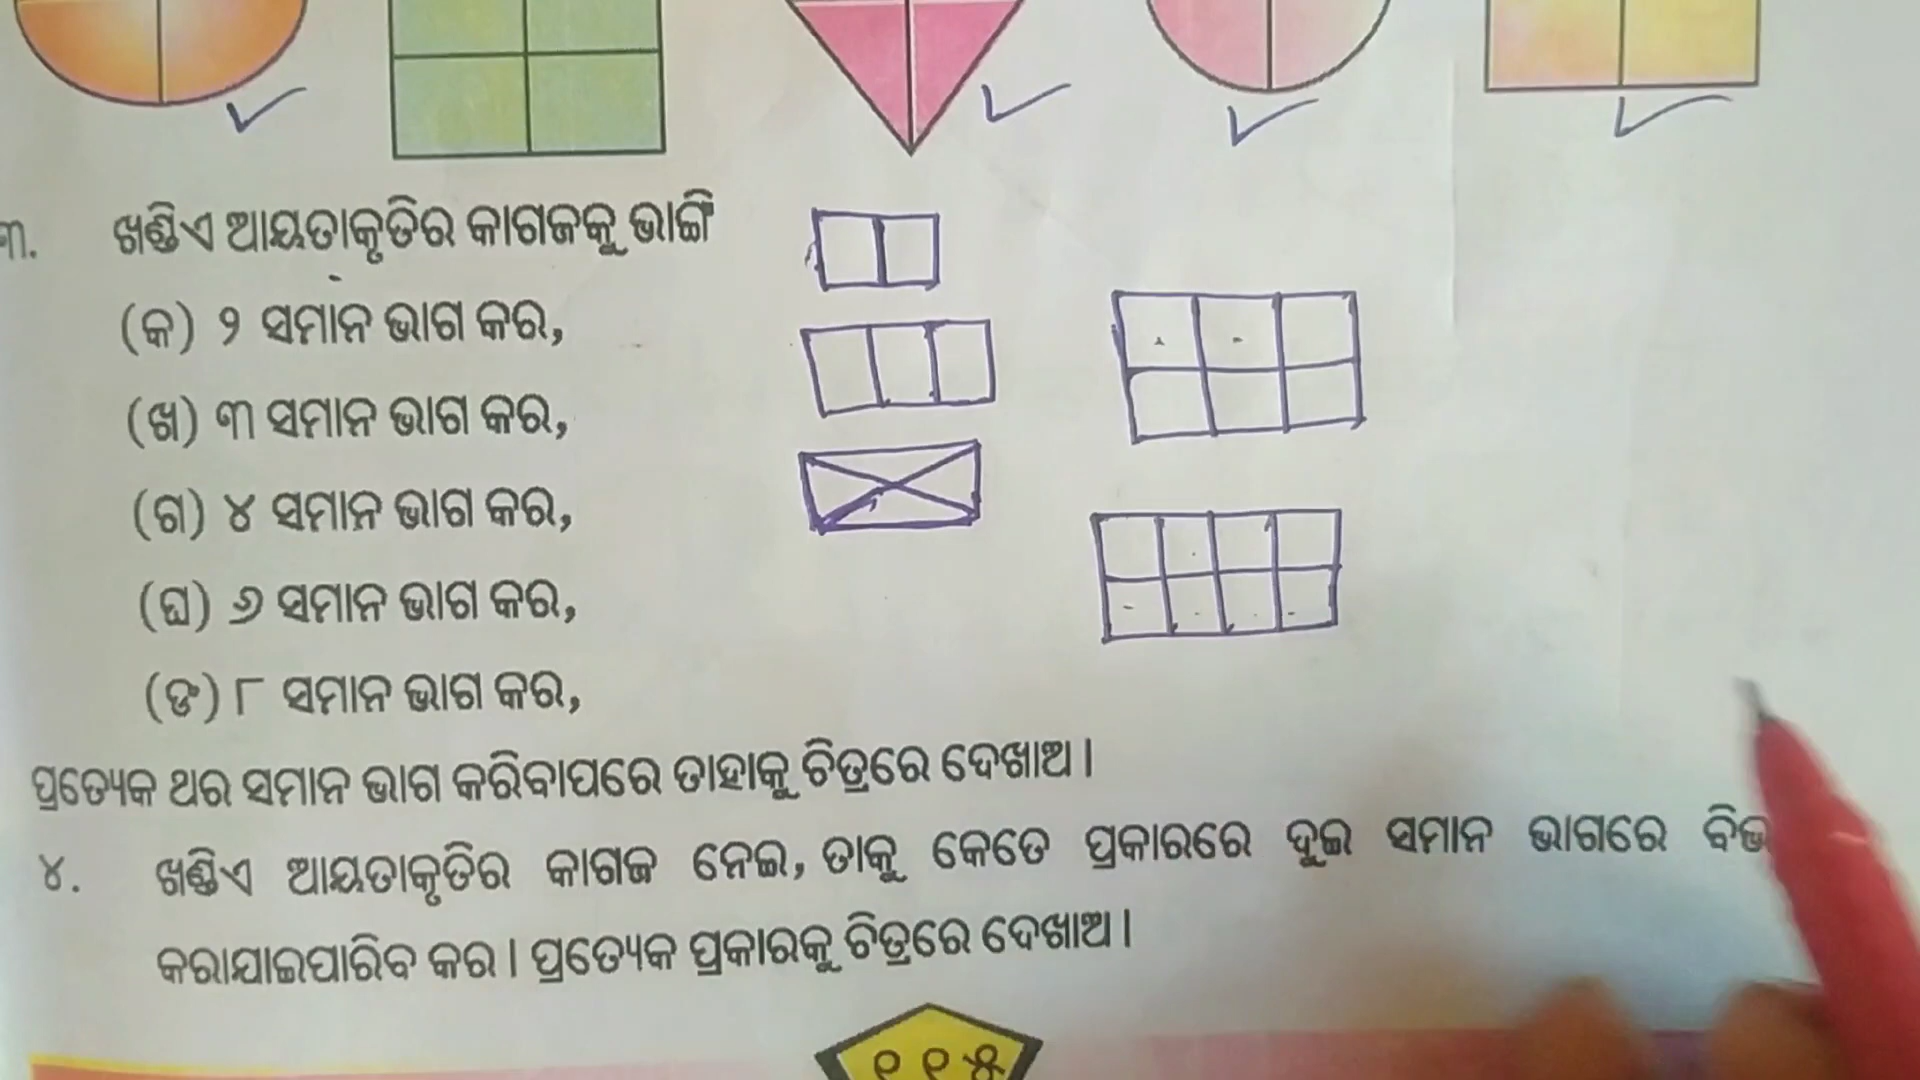 ୩. ଖଣ୍ଡିଏ ଆୟତାକୃତିର କାଗଜକୁ ଭାଙ୍ଗି
(କ) ୨ ସମାନ ଭାଗ କର,
(ଖ) ୩ ସମାନ ଭାଗ କର,
(ଗ) ୪ ସମାନ ଭାଗ କର,
(ଘ) ୬ ସମାନ ଭାଗ କର,
(ଙ) ୮ ସମାନ ଭାଗ କର,
ପ୍ରତ୍ୟେକ ଥର ସମାନ ଭାଗ କରିବାପରେ ତାହାକୁ ଚିତ୍ରରେ ଦେଖାଅ ।
୪. ଖଣ୍ଡିଏ ଆୟତାକୃତିର କାଗଜ ନେଇ, ତାକୁ କେତେ ପ୍ରକାରରେ ଦୁଇ ସମାନ ଭାଗରେ
କରାଯାଇପାରିବ କର । ପ୍ରତ୍ୟେକ ପ୍ରକାରକୁ ଚିତ୍ରରେ ଦେଖାଅ ।
୧୧୫